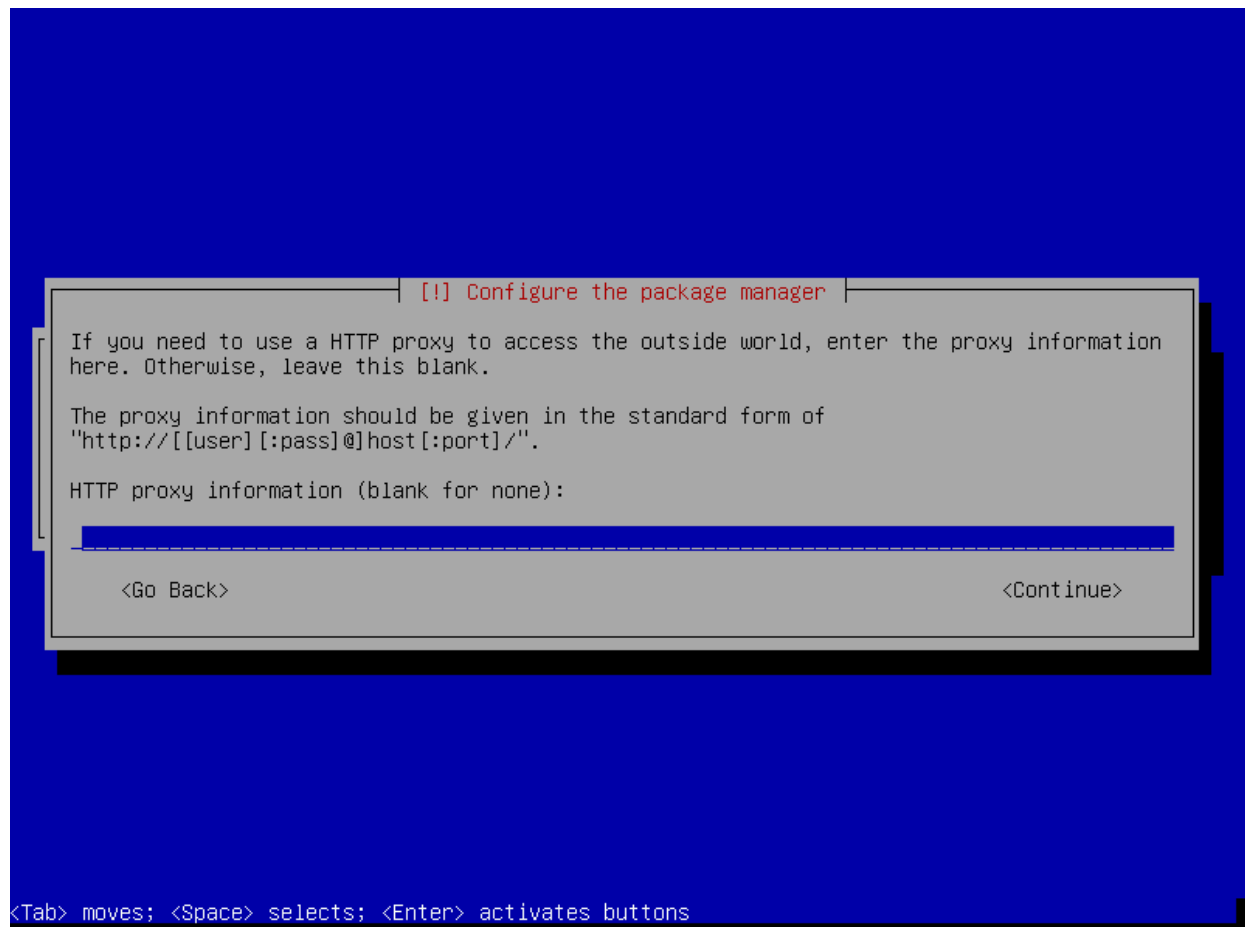 [!] Configure the package manager
If you need to use a HTTP proxy to access the outside world, enter the proxy information
here. Otherwise, leave this blank.
The proxy information should be given in the standard form of
"http://[[user][:pass]@]host[:port]/".
HTTP proxy information (blank for none):
<Go Back> <Continue>
<Tab> moves; <Space> selects; <Enter> activates buttons